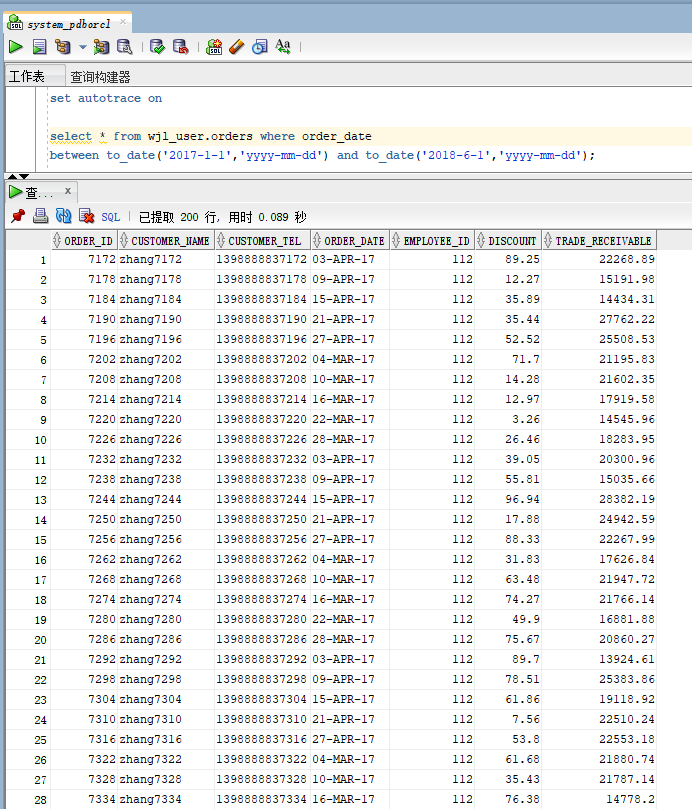 system_pdborcl
工作表 查询构建器
set autotrace on
select * from wjl_user.orders where order_date
between to_date('2017-1-1','yyyy-mm-dd') and to_date('2018-6-1','yyyy-mm-dd');
查...
SQL 已提取 200 行, 用时 0.089 秒
ORDER_ID CUSTOMER_NAME CUSTOMER_TEL ORDER_DATE EMPLOYEE_ID DISCOUNT TRADE_RECEIVABLE
1 7172 zhang7172 1398888837172 03-APR-17 112 89.25 22268.89
2 7178 zhang7178 1398888837178 09-APR-17 112 12.27 15191.98
3 7184 zhang7184 1398888837184 15-APR-17 112 35.89 14434.31
4 7190 zhang7190 1398888837190 21-APR-17 112 35.44 27762.22
5 7196 zhang7196 1398888837196 27-APR-17 112 52.52 25508.53
6 7202 zhang7202 1398888837202 04-MAR-17 112 71.7 21195.83
7 7208 zhang7208 1398888837208 10-MAR-17 112 14.28 21602.35
8 7214 zhang7214 1398888837214 16-MAR-17 112 12.97 17919.58
9 7220 zhang7220 1398888837220 22-MAR-17 112 3.26 14545.96
10 7226 zhang7226 1398888837226 28-MAR-17 112 26.46 18283.95
11 7232 zhang7232 1398888837232 03-APR-17 112 39.05 20300.96
12 7238 zhang7238 1398888837238 09-APR-17 112 55.81 15035.66
13 7244 zhang7244 1398888837244 15-APR-17 112 96.94 28382.19
14 7250 zhang7250 1398888837250 21-APR-17 112 17.88 24942.59
15 7256 zhang7256 1398888837256 27-APR-17 112 88.33 22267.99
16 7262 zhang7262 1398888837262 04-MAR-17 112 31.83 17626.84
17 7268 zhang7268 1398888837268 10-MAR-17 112 63.48 21947.72
18 7274 zhang7274 1398888837274 16-MAR-17 112 74.27 21766.14
19 7280 zhang7280 1398888837280 22-MAR-17 112 49.9 16881.88
20 7286 zhang7286 1398888837286 28-MAR-17 112 75.67 20860.27
21 7292 zhang7292 1398888837292 03-APR-17 112 89.7 13924.61
22 7298 zhang7298 1398888837298 09-APR-17 112 78.51 25383.86
23 7304 zhang7304 1398888837304 15-APR-17 112 61.86 19118.92
24 7310 zhang7310 1398888837310 21-APR-17 112 7.56 22510.24
25 7316 zhang7316 1398888837316 27-APR-17 112 53.8 22553.18
26 7322 zhang7322 1398888837322 04-MAR-17 112 61.68 21880.74
27 7328 zhang7328 1398888837328 10-MAR-17 112 35.43 21787.14
28 7334 zhang7334 1398888837334 16-MAR-17 112 76.38 14778.2